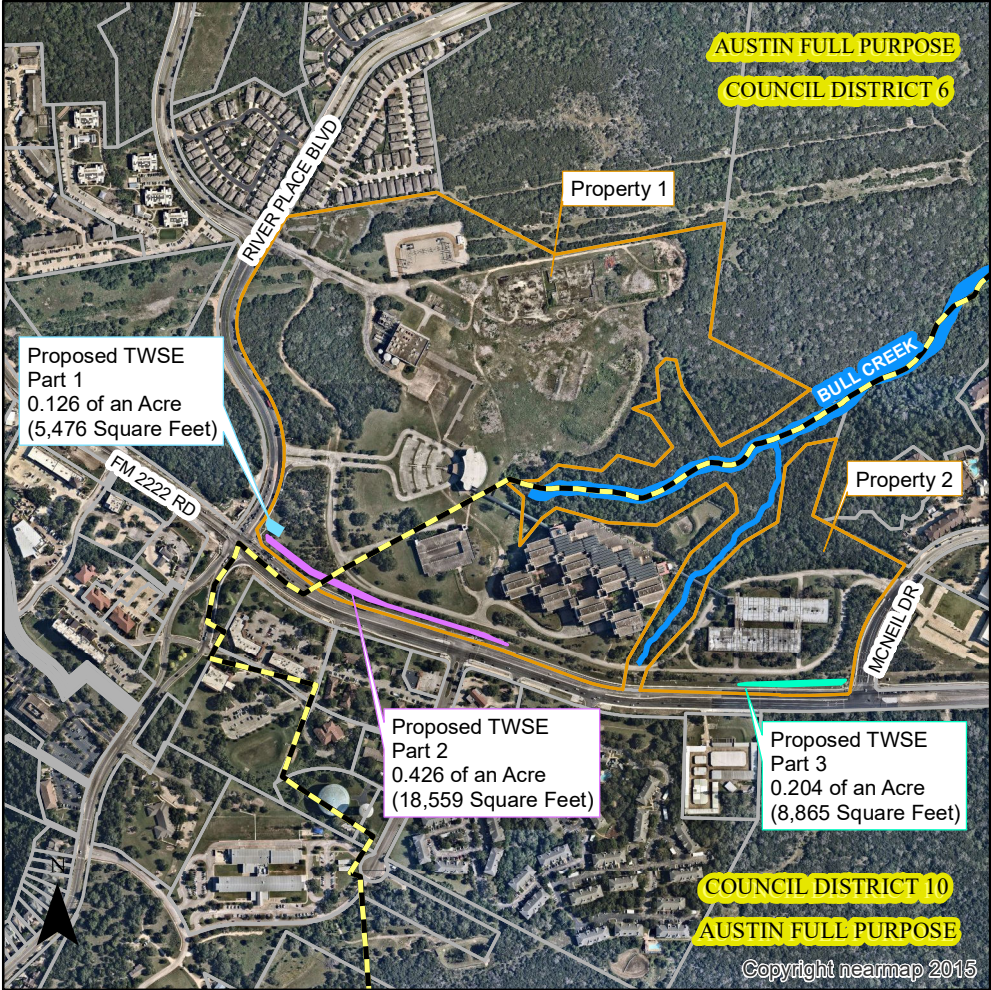 AUSTIN FULL PURPOSE
COUNCIL DISTRICT 6
RIVER PLACE BLVD
Property 1
BULL CREEK
Proposed TWSE
Part 1
0.126 of an Acre
(5,476 Square Feet)
FM 2222 RD
Property 2
MCNEIL DR
Proposed TWSE
Part 2
0.426 of an Acre
(18,559 Square Feet)
Proposed TWSE
Part 3
0.204 of an Acre
(8,865 Square Feet)
N
COUNCIL DISTRICT 10
AUSTIN FULL PURPOSE
Copyright nearmap 2015